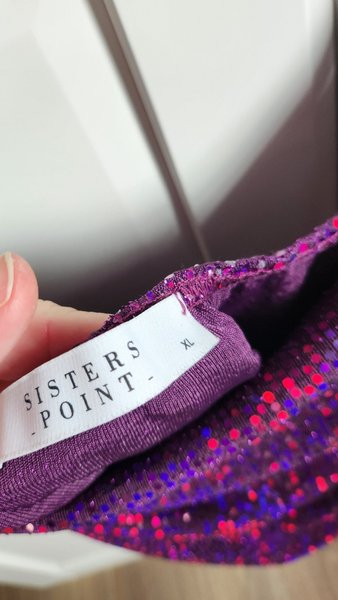 SISTERS
- POINT -
XL